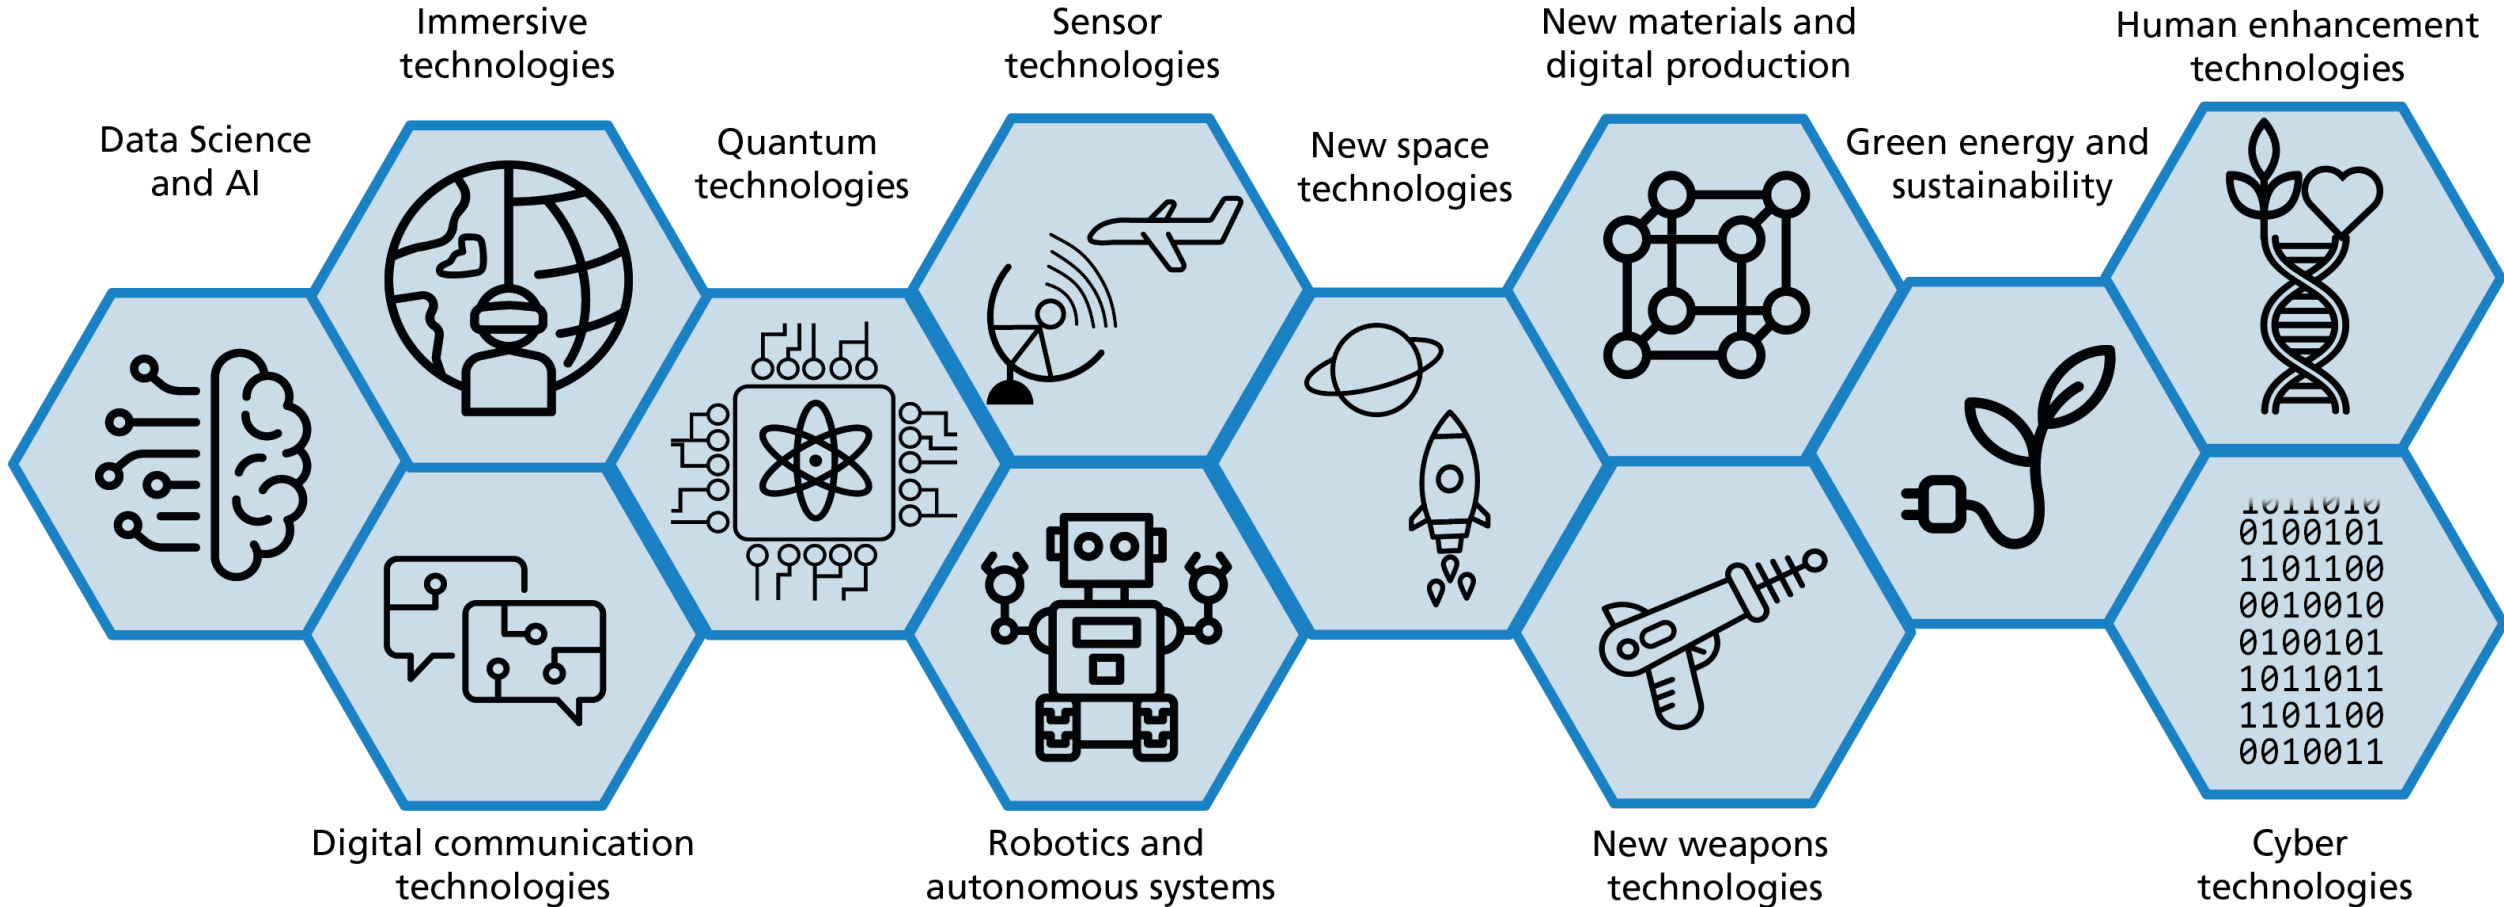 Immersive
technologies
Sensor
technologies
New materials and
digital production
Human enhancement
technologies
Data Science
and AI
Quantum
technologies
New space
technologies
Green energy and
sustainability
1011010
0100101
1101100
0010010
0100101
1011011
1101100
0010011
Digital communication
technologies
Robotics and
autonomous systems
New weapons
technologies
Cyber
technologies